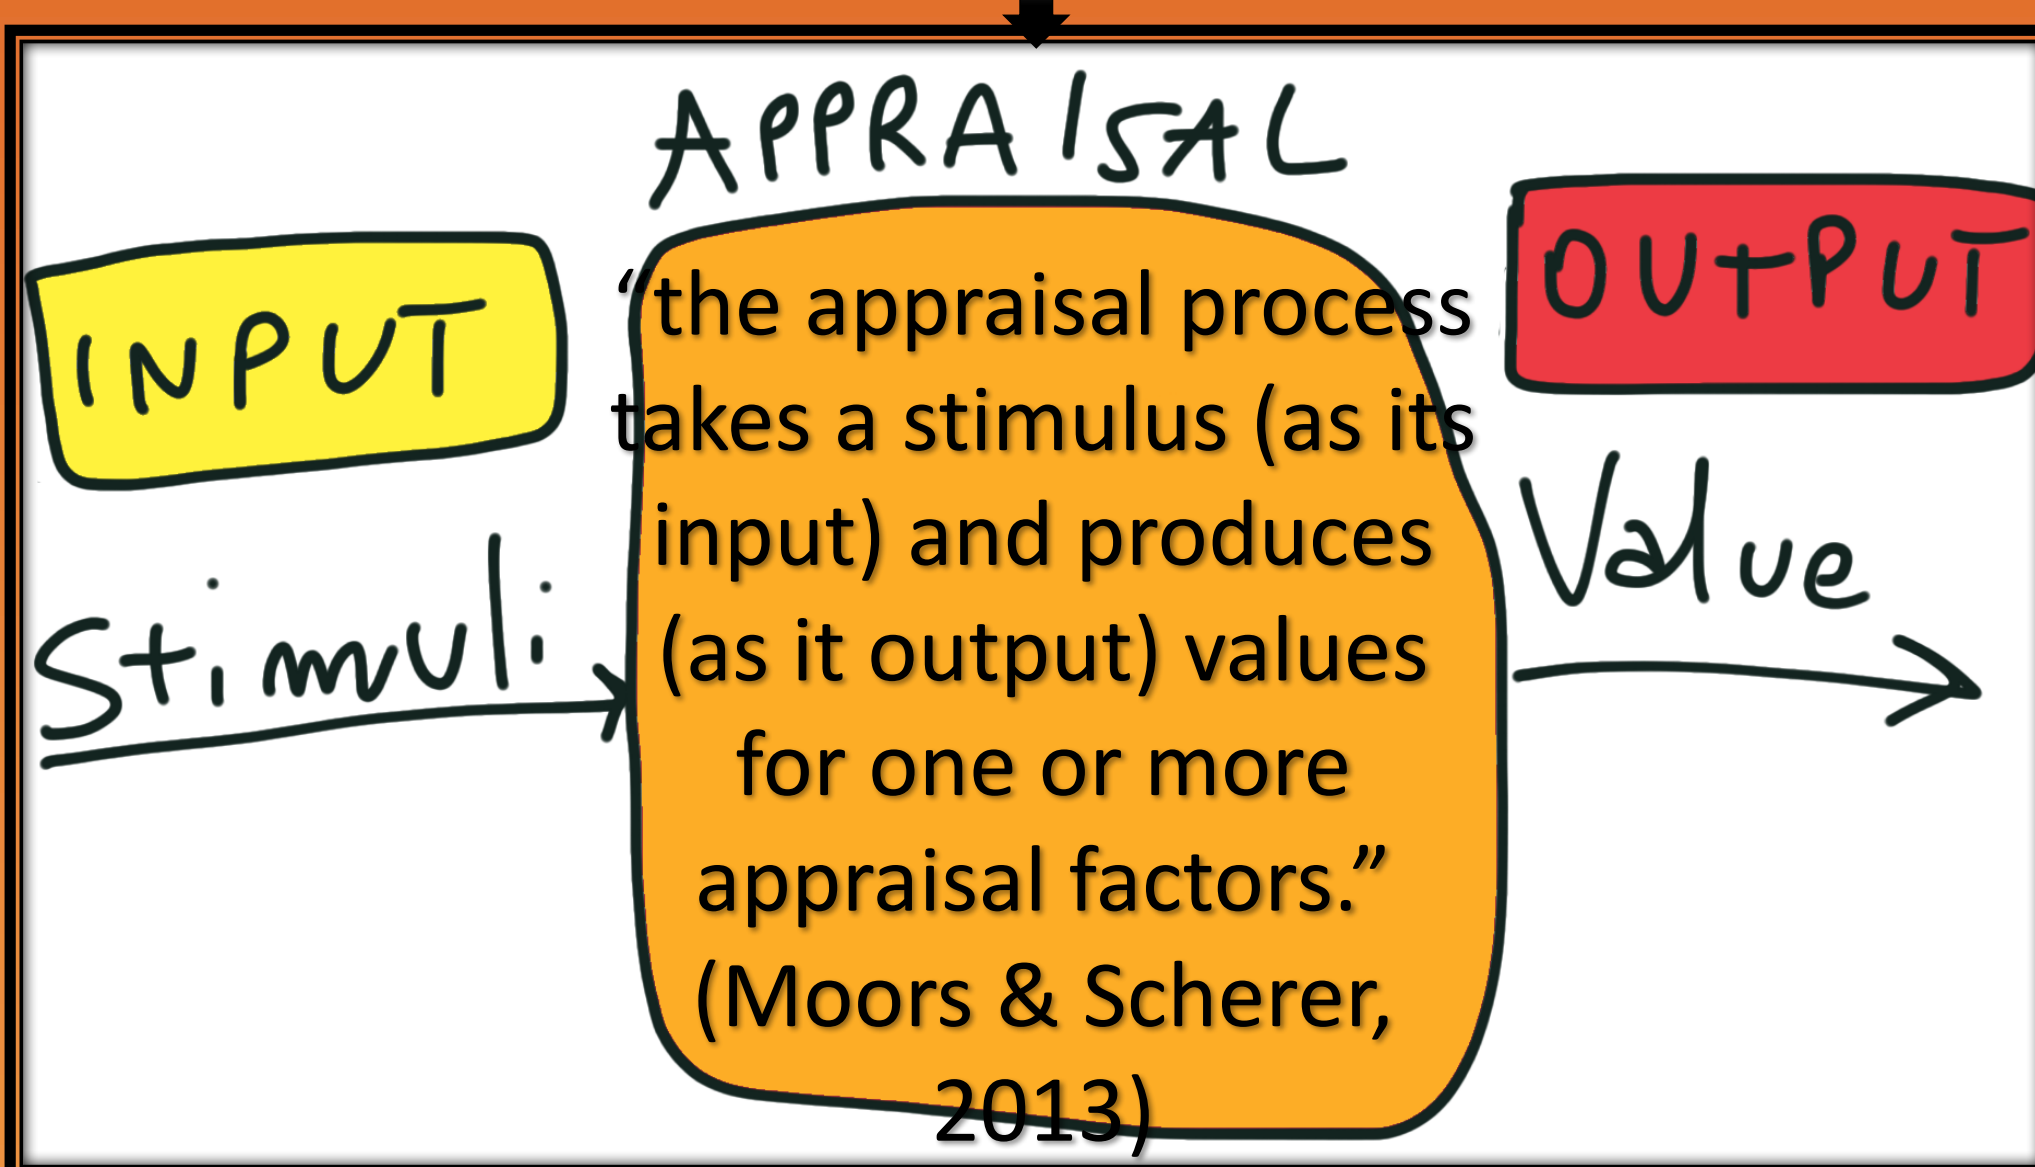 APPRAISAL
INPUT
Stimuli
“the appraisal process
takes a stimulus (as its
input) and produces
(as it output) values
for one or more
appraisal factors.”
(Moors & Scherer,
2013)
OUTPUT
Value